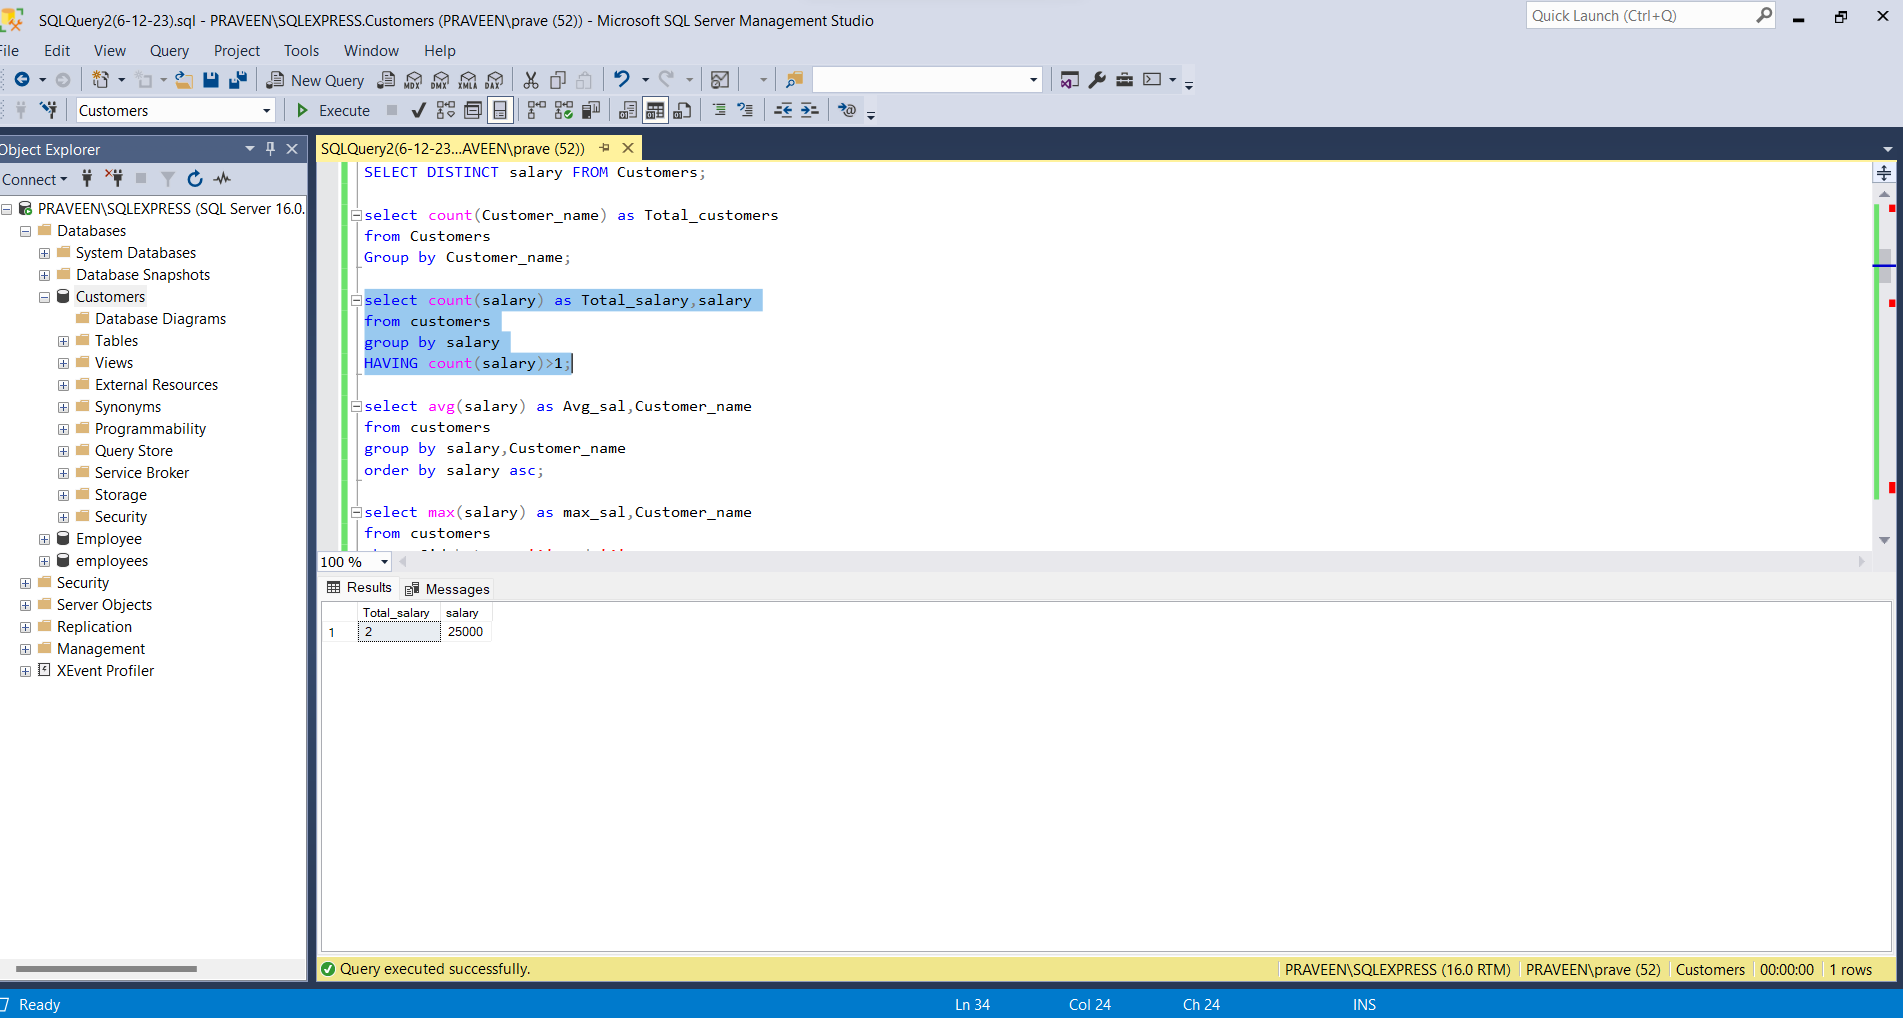 SQLQuery2(6-12-23).sql - PRAVEEN\SQLEXPRESS.Customers (PRAVEEN\prave (52)) - Microsoft SQL Server Management Studio
Quick Launch (Ctrl+Q)
File Edit View Query Project Tools Window Help
New Query MDX DMX XMLA DAX
Customers Execute
Object Explorer
SQLQuery2(6-12-23...AVEEN\prave (52))
Connect
PRAVEEN\SQLEXPRESS (SQL Server 16.0.
Databases
System Databases
Database Snapshots
Customers
Database Diagrams
Tables
Views
External Resources
Synonyms
Programmability
Query Store
Service Broker
Storage
Security
Employee
employees
Security
Server Objects
Replication
Management
XEvent Profiler
SELECT DISTINCT salary FROM Customers;
select count(Customer_name) as Total_customers
from Customers
Group by Customer_name;
select count(salary) as Total_salary,salary
from customers
group by salary
HAVING count(salary)>1;
select avg(salary) as Avg_sal,Customer_name
from customers
group by salary,Customer_name
order by salary asc;
select max(salary) as max_sal,Customer_name
from customers
100 %
Results Messages
Total_salary salary
1 2 25000
Query executed successfully.
PRAVEEN\SQLEXPRESS (16.0 RTM) PRAVEEN\prave (52) Customers 00:00:00 1 rows
Ready Ln 34 Col 24 Ch 24 INS